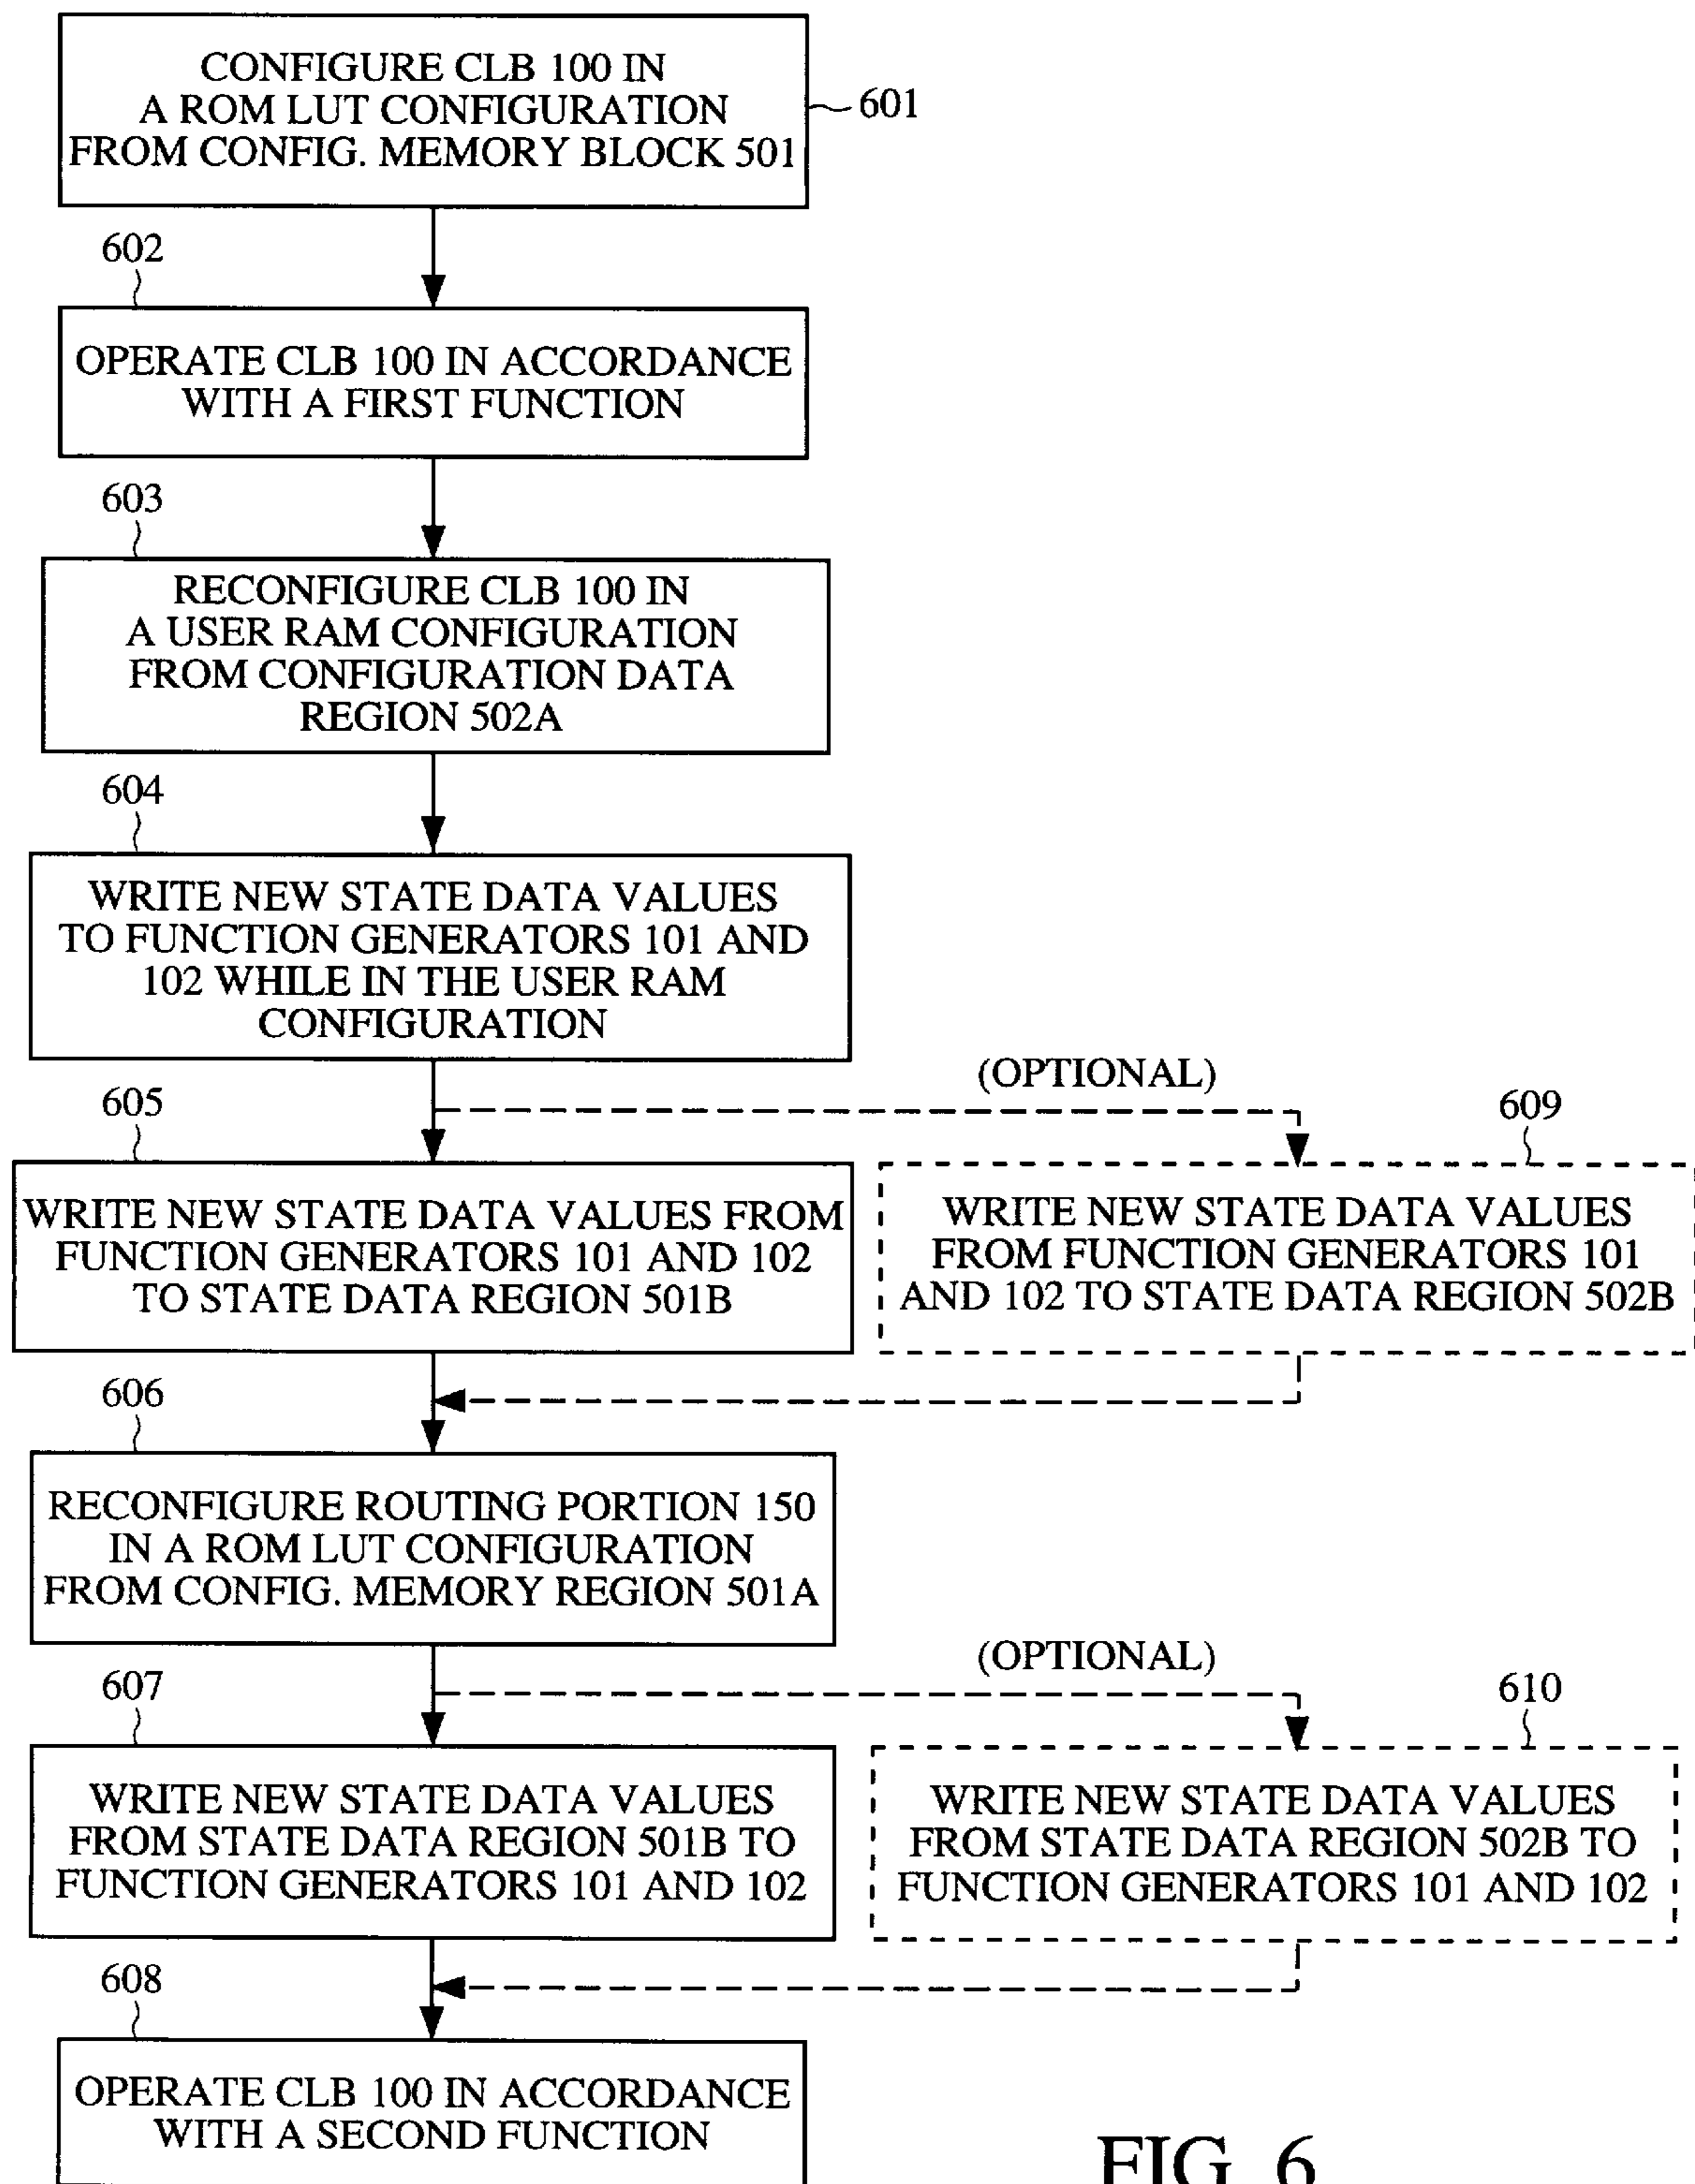 CONFIGURE CLB 100 IN
A ROM LUT CONFIGURATION
FROM CONFIG. MEMORY BLOCK 501
601
602
OPERATE CLB 100 IN ACCORDANCE
WITH A FIRST FUNCTION
603
RECONFIGURE CLB 100 IN
A USER RAM CONFIGURATION
FROM CONFIGURATION DATA
REGION 502A
604
WRITE NEW STATE DATA VALUES
TO FUNCTION GENERATORS 101 AND
102 WHILE IN THE USER RAM
CONFIGURATION
(OPTIONAL)
605
WRITE NEW STATE DATA VALUES FROM
FUNCTION GENERATORS 101 AND 102
TO STATE DATA REGION 501B
609
WRITE NEW STATE DATA VALUES
FROM FUNCTION GENERATORS 101
AND 102 TO STATE DATA REGION 502B
606
RECONFIGURE ROUTING PORTION 150
IN A ROM LUT CONFIGURATION
FROM CONFIG. MEMORY REGION 501A
(OPTIONAL)
607
WRITE NEW STATE DATA VALUES
FROM STATE DATA REGION 501B TO
FUNCTION GENERATORS 101 AND 102
610
WRITE NEW STATE DATA VALUES
FROM STATE DATA REGION 502B TO
FUNCTION GENERATORS 101 AND 102
608
OPERATE CLB 100 IN ACCORDANCE
WITH A SECOND FUNCTION
FIG. 6